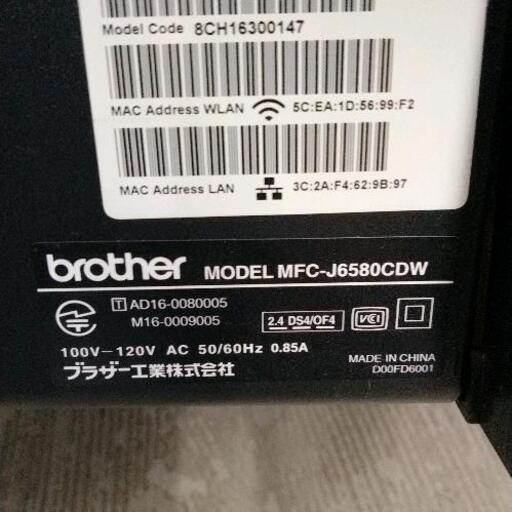 Model Code 8CH16300147
MAC Address WLAN 5C:EA:1D:56:99:F2
MAC Address LAN 3C:2A:F4:62:9B:97
brother MODEL MFC-J6580CDW
T AD16-0080005
M16-0009005
2.4 DS4/OF4 VCI
100V－120V AC 50/60Hz 0.85A
MADE IN CHINA
ブラザー工業株式会社
D00FD6001